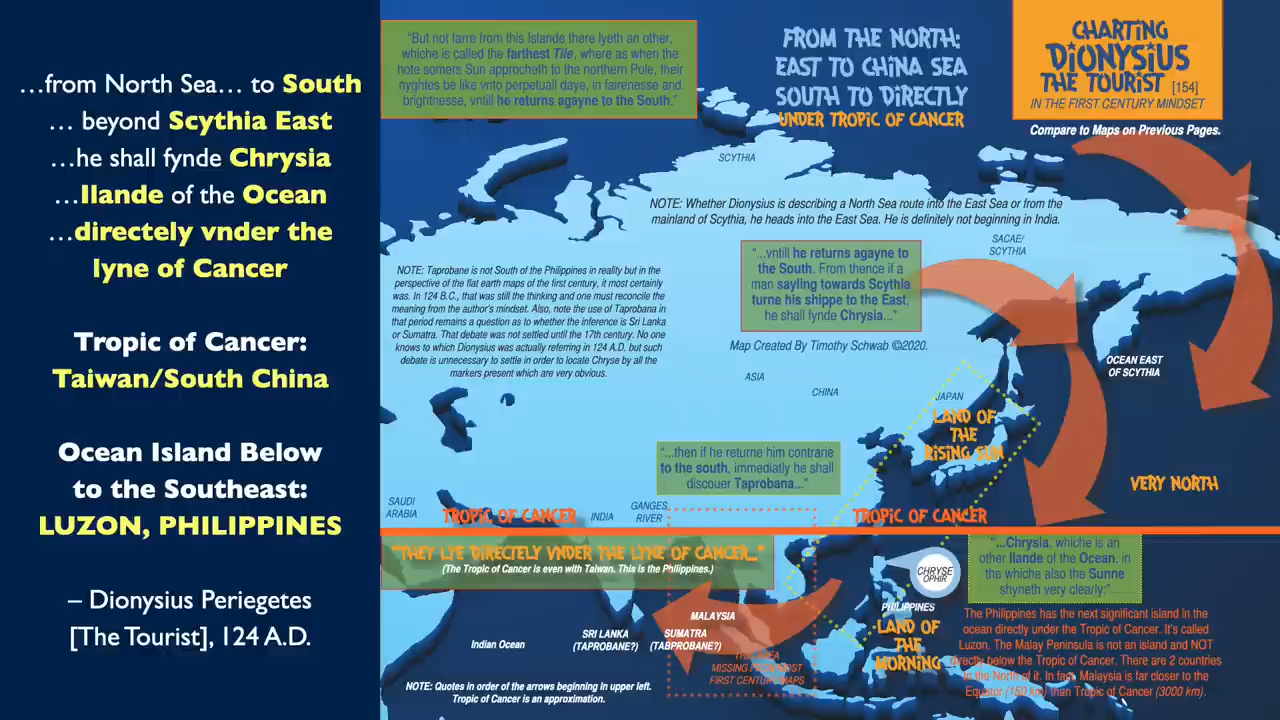 …from North Sea… to South
… beyond Scythia East
…he shall fynde Chrysia
…Ilande of the Ocean
…directely vnder the
lyne of Cancer
Tropic of Cancer:
Taiwan/South China
Ocean Island Below
to the Southeast:
LUZON, PHILIPPINES
– Dionysius Periegetes
[The Tourist], 124 A.D.
"But not farre from this Islande there lyeth an other,
whiche is called the farthest Tile, where as when the
hote somers Sun approcheth to the northern Pole, their
nyghtes be like vnto perpetuall daye, in fairenesse and
brightnesse, vntill he returns agayne to the South."
FROM THE NORTH:
EAST TO CHINA SEA
SOUTH TO DIRECTLY
UNDER TROPIC OF CANCER
CHARTING
DIONYSIUS
THE TOURIST [154]
IN THE FIRST CENTURY MINDSET
Compare to Maps on Previous Pages.
SCYTHIA
NOTE: Whether Dionysius is describing a North Sea route into the East Sea or from the
mainland of Scythia, he heads into the East Sea. He is definitely not beginning in India.
SACAE/
SCYTHIA
"...vntill he returns agayne to
the South. From thence if a
man sayling towards Scythia
turne his shippe to the East,
he shall fynde Chrysia..."
NOTE: Taprobane is not South of the Philippines in reality but in the
perspective of the flat earth maps of the first century, it most certainly
was. In 124 B.C., that was still the thinking and one must reconcile the
meaning from the author's mindset. Also, note the use of Taprobana in
that period remains a question as to whether the inference is Sri Lanka
or Sumatra. That debate was not settled until the 17th century. No one
knows to which Dionysius was actually referring in 124 A.D. but such
debate is unnecessary to settle in order to locate Chryse by all the
markers present which are very obvious.
Map Created By Timothy Schwab ©2020.
OCEAN EAST
OF SCYTHIA
ASIA
CHINA
JAPAN
LAND OF
THE
RISING SUN
"...then if he returne him contrarie
to the south, immediatly he shall
discouer Taprobana..."
VERY NORTH
SAUDI
ARABIA
TROPIC OF CANCER
INDIA
GANGES
RIVER
TROPIC OF CANCER
"THEY LYE DIRECTELY VNDER THE LYNE OF CANCER..."
(The Tropic of Cancer is even with Taiwan. This is the Philippines.)
"...Chrysia, whiche is an
other Ilande of the Ocean, in
the whiche also the Sunne
shyneth very clearly:"
CHRYSE
OPHIR
PHILIPPINES
LAND OF
THE
MORNING
MALAYSIA
Indian Ocean
SRI LANKA
(TAPROBANE?)
SUMATRA
(TAPROBANE?)
THIS AREA
MISSING FROM MOST
FIRST CENTURY MAPS
The Philippines has the next significant island in the
ocean directly under the Tropic of Cancer. It's called
Luzon. The Malay Peninsula is not an island and NOT
directly below the Tropic of Cancer. There are 2 countries
to the North of it. In fact, Malaysia is far closer to the
Equator (150 km) than Tropic of Cancer (3000 km).
NOTE: Quotes in order of the arrows beginning in upper left.
Tropic of Cancer is an approximation.